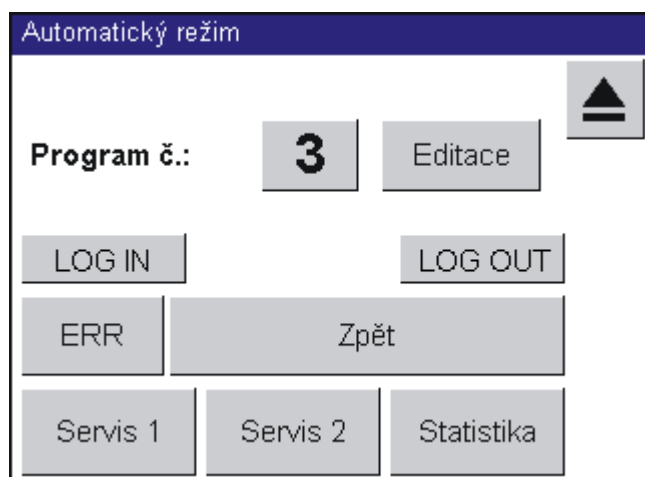 Automatický režim
Program č.: 3 Editace
LOG IN LOG OUT
ERR Zpět
Servis 1 Servis 2 Statistika